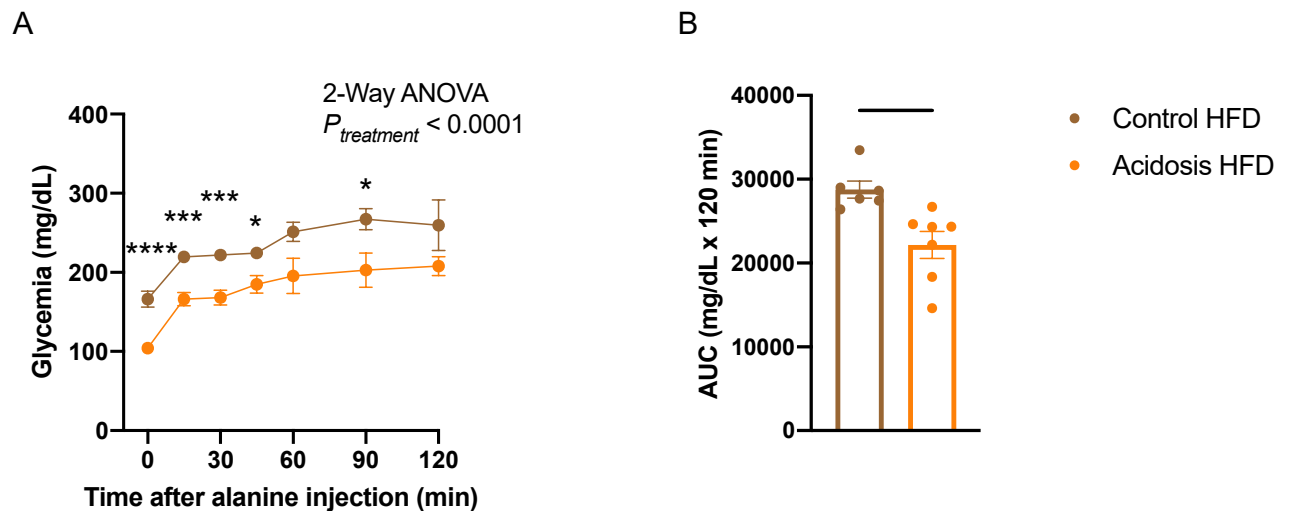 A
2-Way ANOVA
P treatment < 0.0001
400
300
200
100
0
Glycemia (mg/dL)
****
***
***
*
*
0 30 60 90 120
Time after alanine injection (min)
B
40000
30000
20000
10000
0
AUC (mg/dL x 120 min)
Control HFD
Acidosis HFD